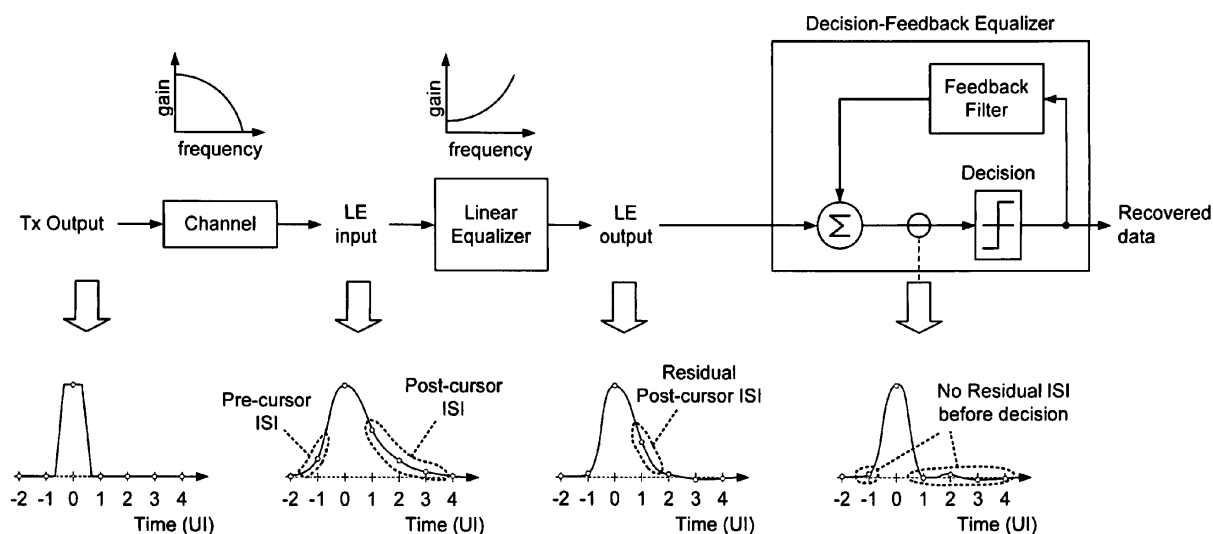 Decision-Feedback Equalizer
gain
frequency
gain
frequency
Feedback
Filter
Decision
Tx Output
Channel
LE
input
Linear
Equalizer
LE
output
Σ
Recovered
data
Pre-cursor
ISI
Post-cursor
ISI
Residual
Post-cursor ISI
No Residual ISI
before decision
-2 -1 0 1 2 3 4
Time (UI)
-2 -1 0 1 2 3 4
Time (UI)
-2 -1 0 1 2 3 4
Time (UI)
-2 -1 0 1 2 3 4
Time (UI)